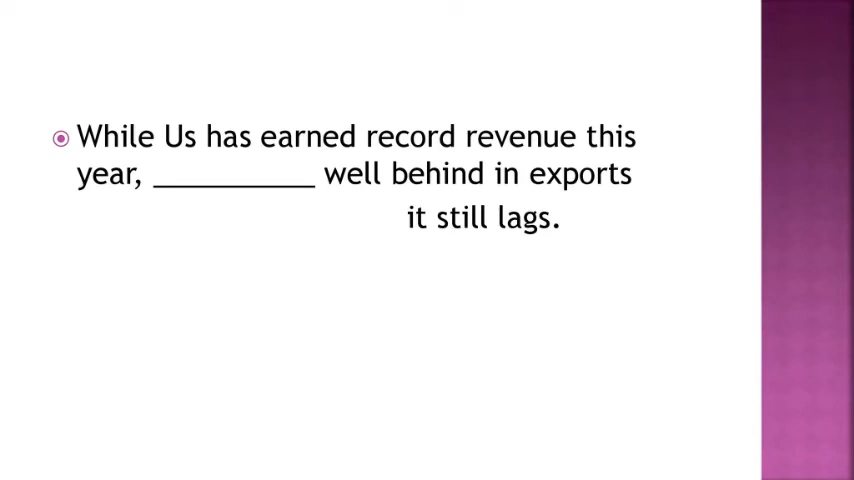 While Us has earned record revenue this
year, __________ well behind in exports
it still lags.